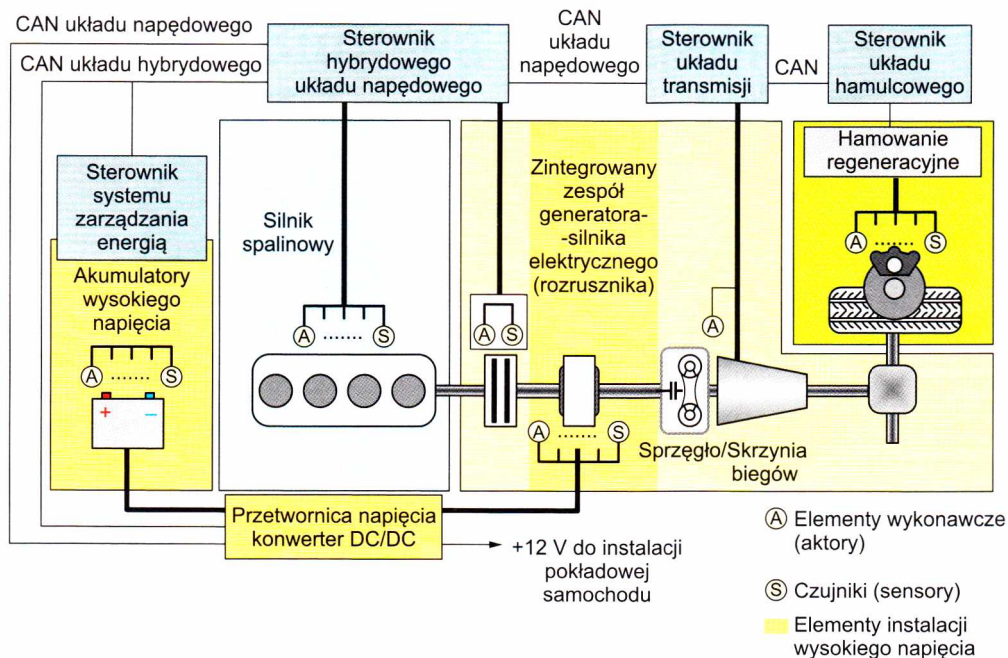 CAN układu napędowego
CAN układu hybrydowego
Sterownik
hybrydowego
układu napędowego
CAN
układu
napędowego
Sterownik
układu
transmisji
CAN
Sterownik
układu
hamulcowego
Hamowanie
regeneracyjne
A
S
Sterownik
systemu
zarządzania
energią
Akumulatory
wysokiego
napięcia
A
S
+
−
Silnik
spalinowy
A
S
A
S
Zintegrowany
zespół
generatora-
-silnika
elektrycznego
(rozrusznika)
A
A
S
Sprzęgło/Skrzynia
biegów
Przetwornica napięcia
konwerter DC/DC
+12 V do instalacji
pokładowej
samochodu
A Elementy wykonawcze
(aktory)
S Czujniki (sensory)
Elementy instalacji
wysokiego napięcia